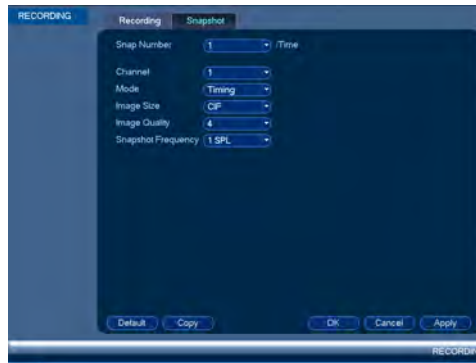 RECORDING
Recording Snapshot
Snap Number 1 /Time
Channel 1
Mode Timing
Image Size CIF
Image Quality 4
Snapshot Frequency 1 SPL
Default Copy OK Cancel Apply